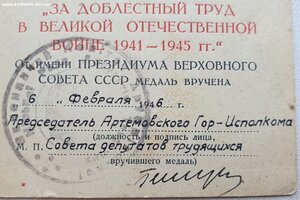 „ЗА ДОБЛЕСТНЫЙ ТРУД
В ВЕЛИКОЙ ОТЕЧЕСТВЕННОЙ
ВОЙНЕ 1941—1945 гг.“
ОТ ИМЕНИ ПРЕЗИДИУМА ВЕРХОВНОГО
СОВЕТА СССР МЕДАЛЬ ВРУЧЕНА
6 „ Февраля 1946 г.
Председатель Артемовского Гор-Исполкома
(должность и подпись лица,
М. П. Совета депутатов трудящихся
вручившего медаль)